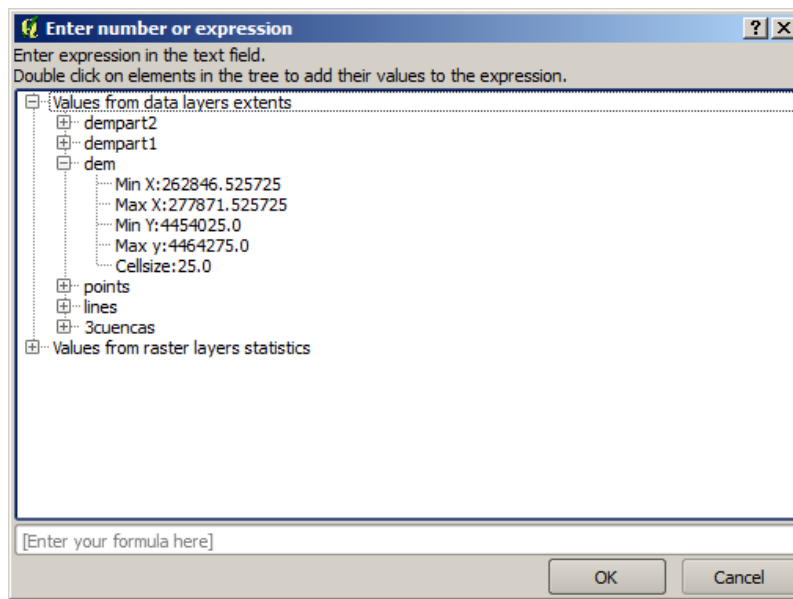 Enter number or expression
Enter expression in the text field.
Double click on elements in the tree to add their values to the expression.
Values from data layers extents
dempart2
dempart1
dem
Min X:262846.525725
Max X:277871.525725
Min Y:4454025.0
Max y:4464275.0
Cellsize:25.0
points
lines
3cuencas
Values from raster layers statistics
[Enter your formula here]
OK Cancel